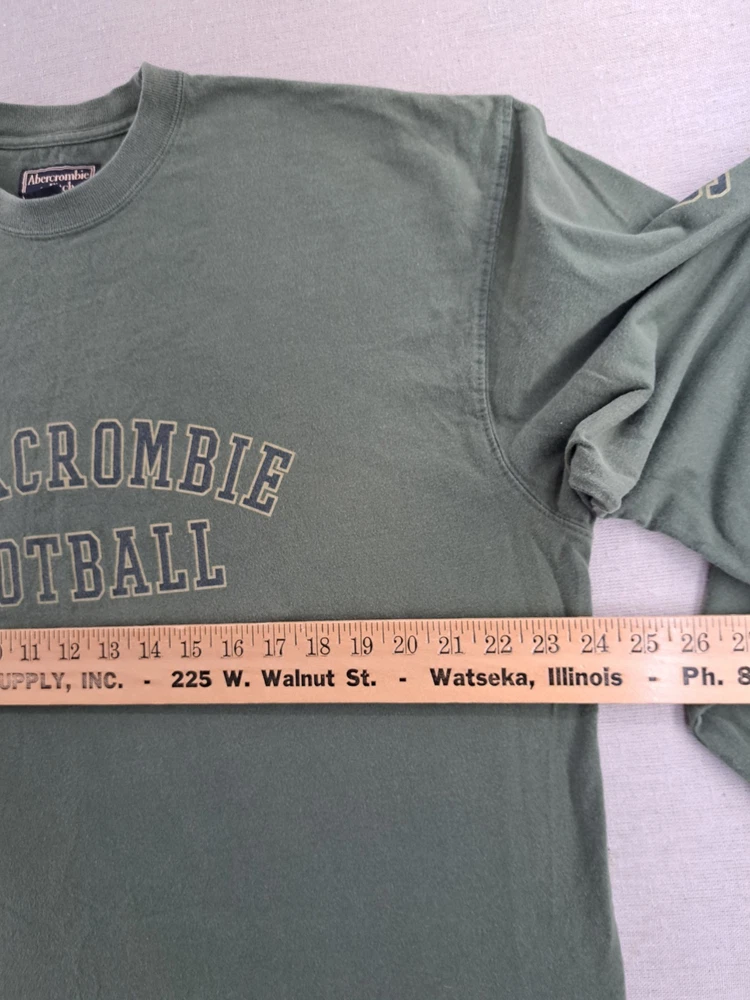 Abercrombie
ACROMBIE
OTBALL
11 12 13 14 15 16 17 18 19 20 21 22 23 24 25 26
UPPLY, INC. - 225 W. Walnut St. - Watseka, Illinois - Ph. 8